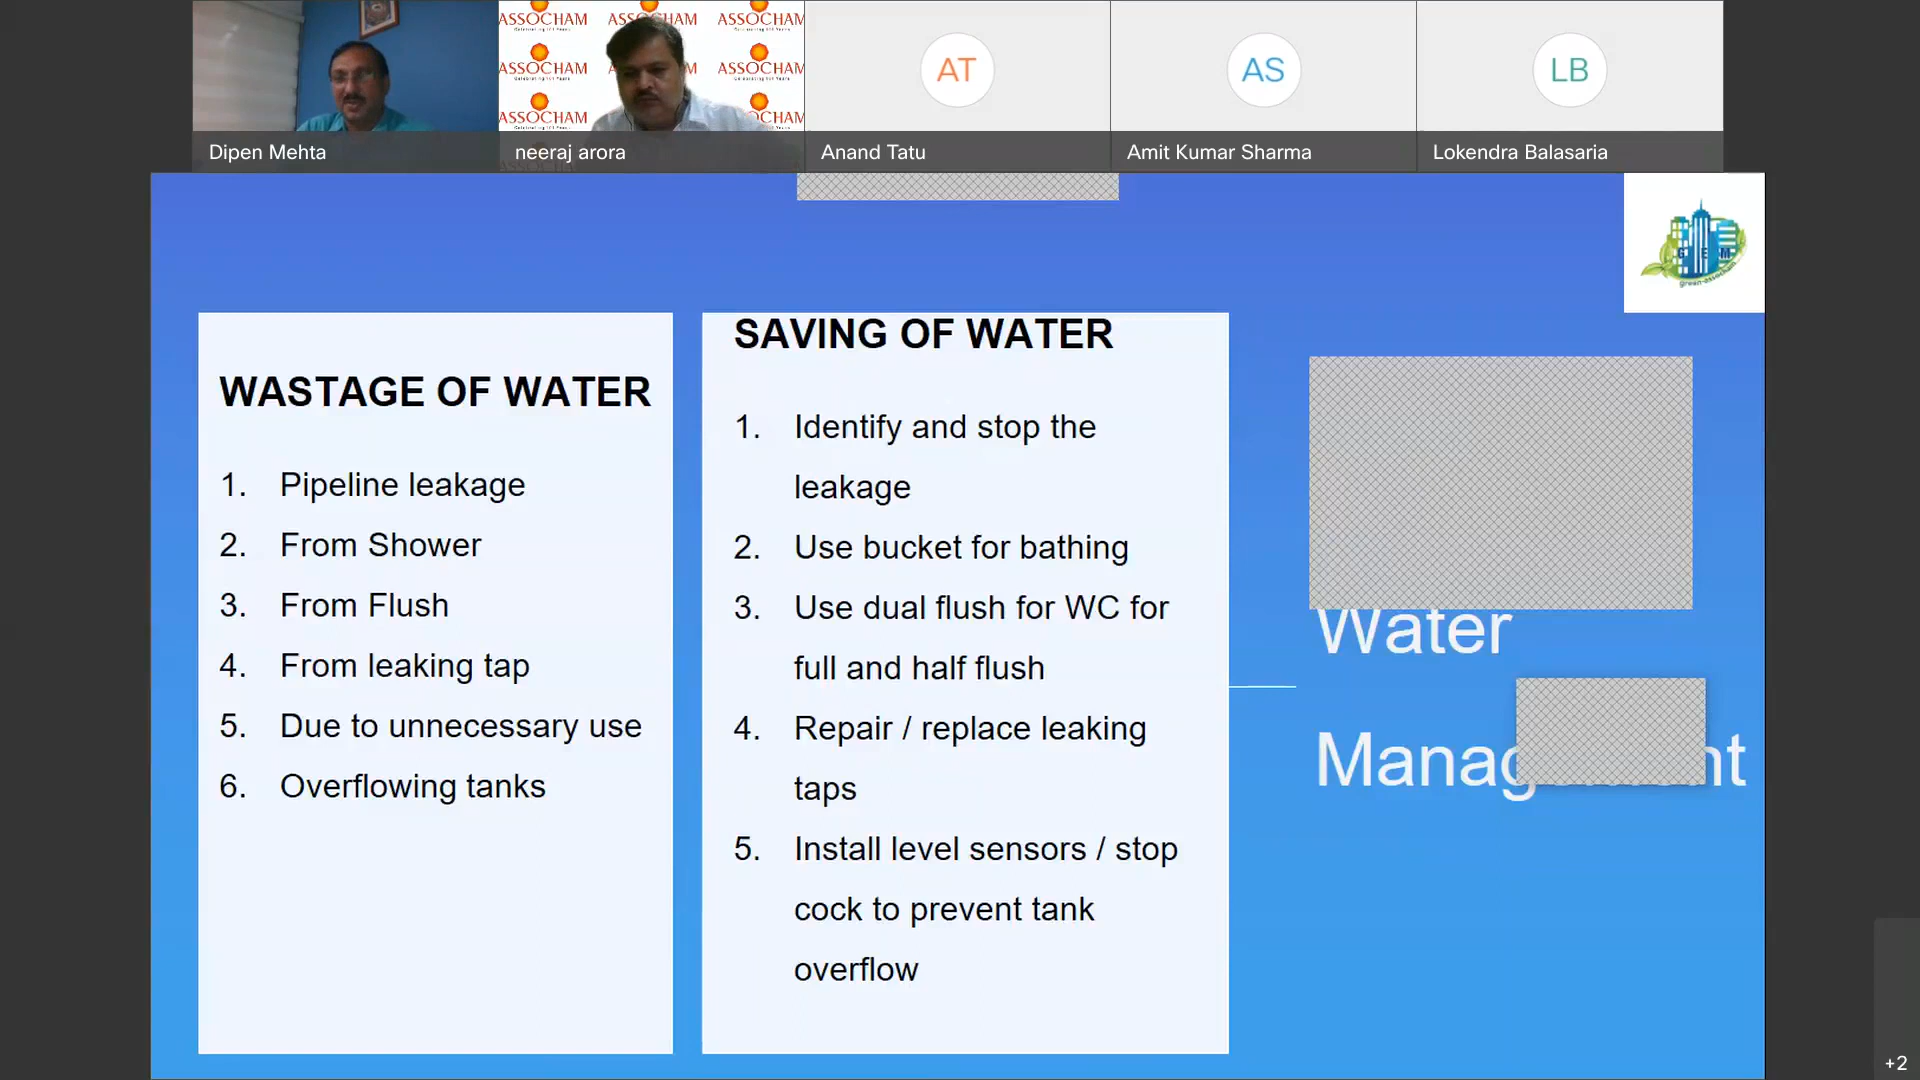 ASSOCHAM ASSOCHAM ASSOCHAM
ASSOCHAM ASSOCHAM
ASSOCHAM
AT
AS
LB
Dipen Mehta
neeraj arora
Anand Tatu
Amit Kumar Sharma
Lokendra Balasaria
G E M
green-assocham
WASTAGE OF WATER
1. Pipeline leakage
2. From Shower
3. From Flush
4. From leaking tap
5. Due to unnecessary use
6. Overflowing tanks
SAVING OF WATER
1. Identify and stop the
leakage
2. Use bucket for bathing
3. Use dual flush for WC for
full and half flush
4. Repair / replace leaking
taps
5. Install level sensors / stop
cock to prevent tank
overflow
Water
+2